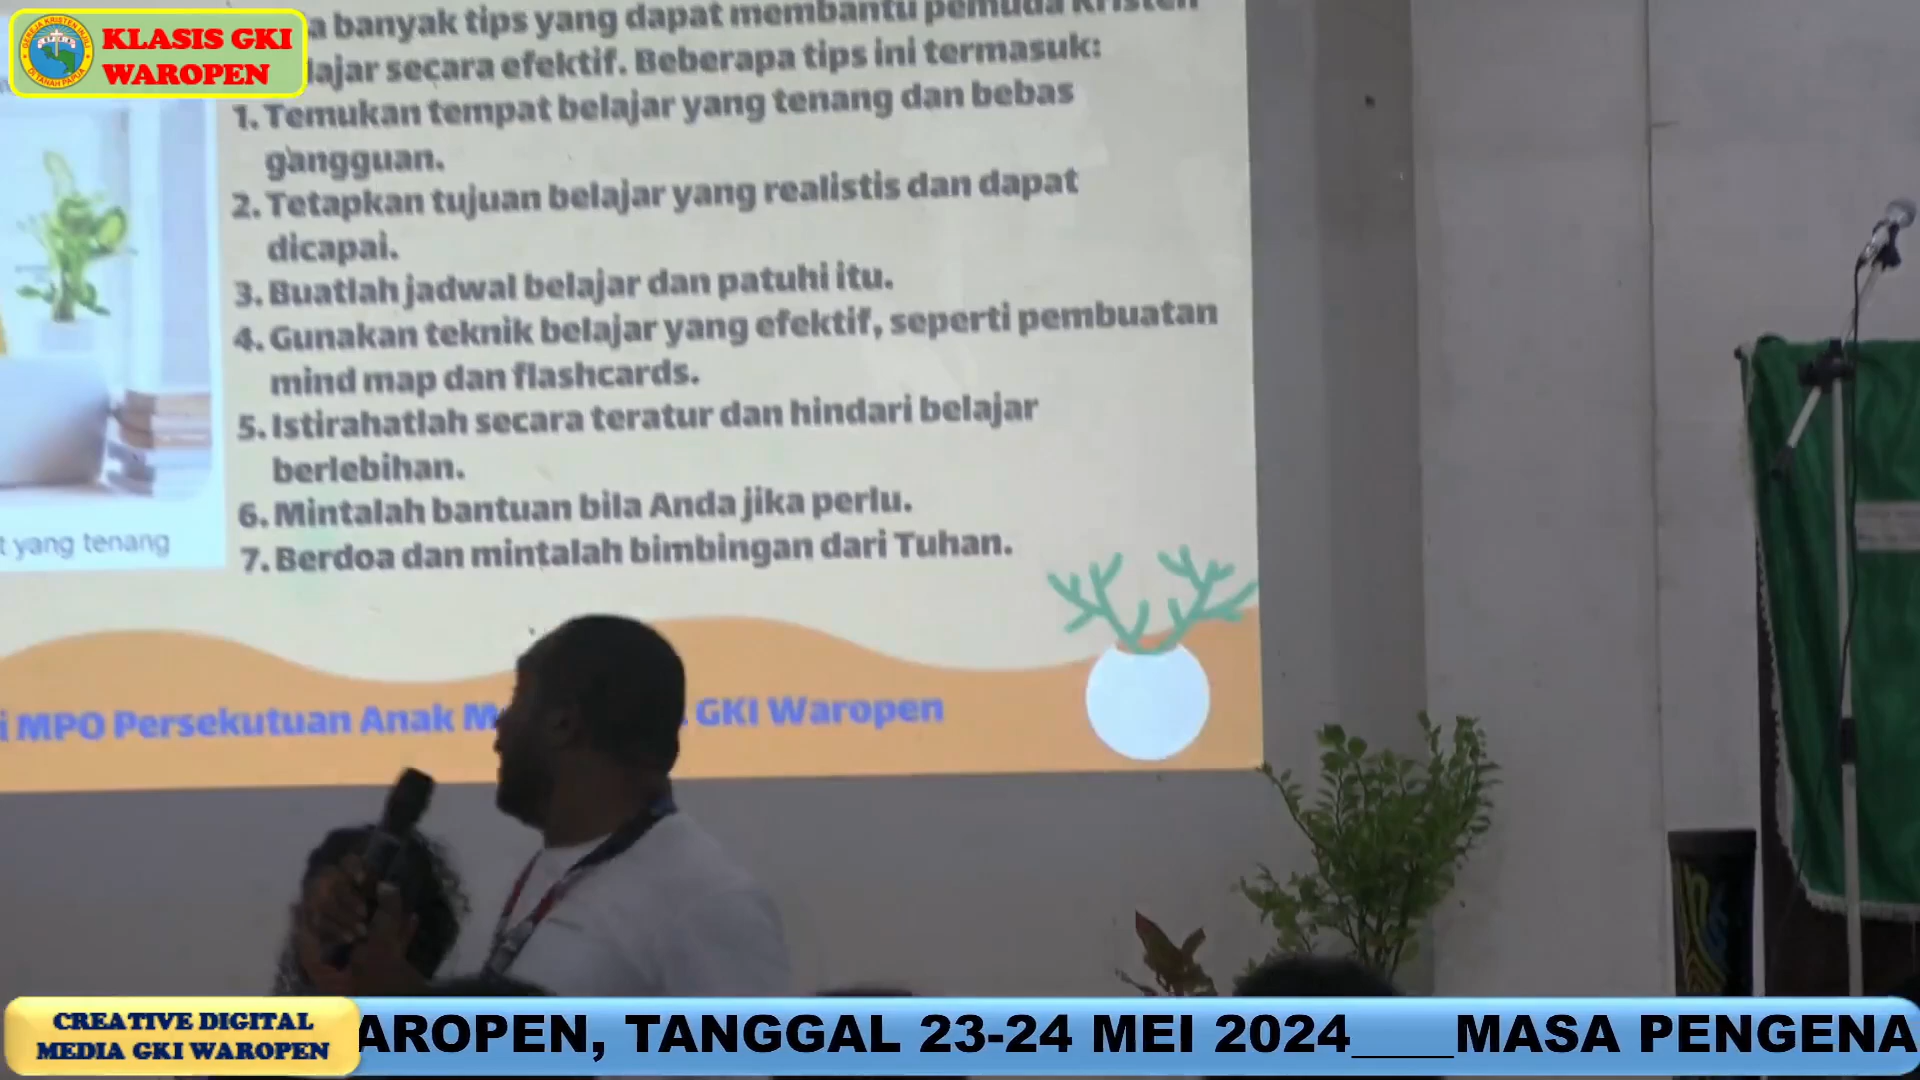 KLASIS GKI
WAROPEN
a banyak tips yang dapat membantu pemuda Kristen
lajar secara efektif. Beberapa tips ini termasuk:
1. Temukan tempat belajar yang tenang dan bebas
gangguan.
2. Tetapkan tujuan belajar yang realistis dan dapat
dicapai.
3. Buatlah jadwal belajar dan patuhi itu.
4. Gunakan teknik belajar yang efektif, seperti pembuatan
mind map dan flashcards.
5. Istirahatlah secara teratur dan hindari belajar
berlebihan.
6. Mintalah bantuan bila Anda jika perlu.
7. Berdoa dan mintalah bimbingan dari Tuhan.
t yang tenang
i MPO Persekutuan Anak M GKI Waropen
CREATIVE DIGITAL
MEDIA GKI WAROPEN
AROPEN, TANGGAL 23-24 MEI 2024____MASA PENGENA